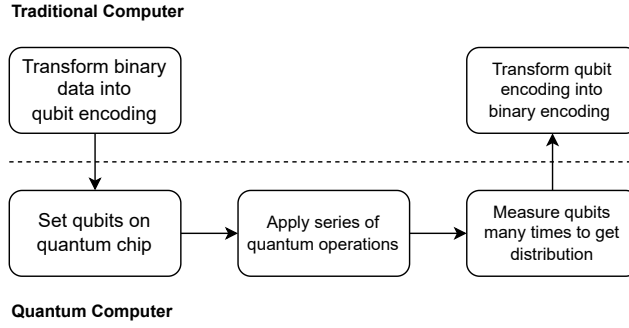 Traditional Computer
Transform binary
data into
qubit encoding
Transform qubit
encoding into
binary encoding
Set qubits on
quantum chip
Apply series of
quantum operations
Measure qubits
many times to get
distribution
Quantum Computer